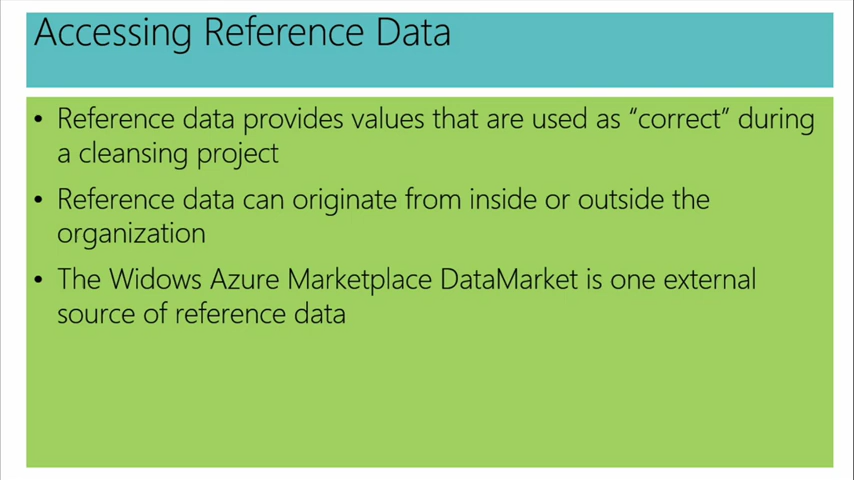 Accessing Reference Data
• Reference data provides values that are used as “correct” during
a cleansing project
• Reference data can originate from inside or outside the
organization
• The Widows Azure Marketplace DataMarket is one external
source of reference data